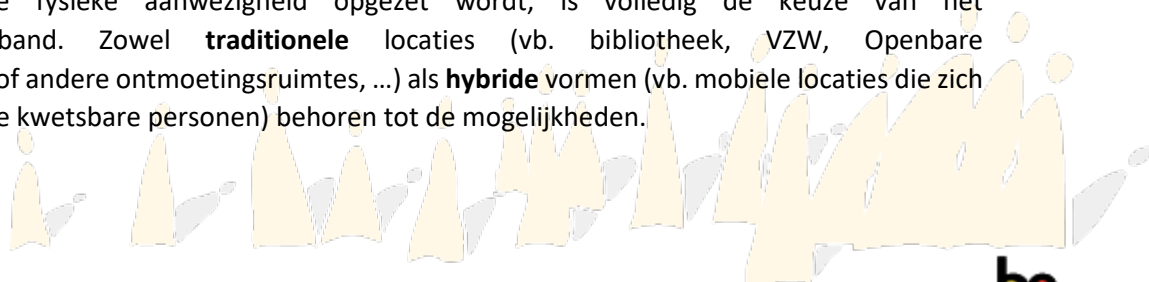 e fysieke aanwezigheid opgezet wordt, is volledig de keuze van het
band. Zowel traditionele locaties (vb. bibliotheek, VZW, Openbare
of andere ontmoetingsruimtes, …) als hybride vormen (vb. mobiele locaties die zich
e kwetsbare personen) behoren tot de mogelijkheden.
be